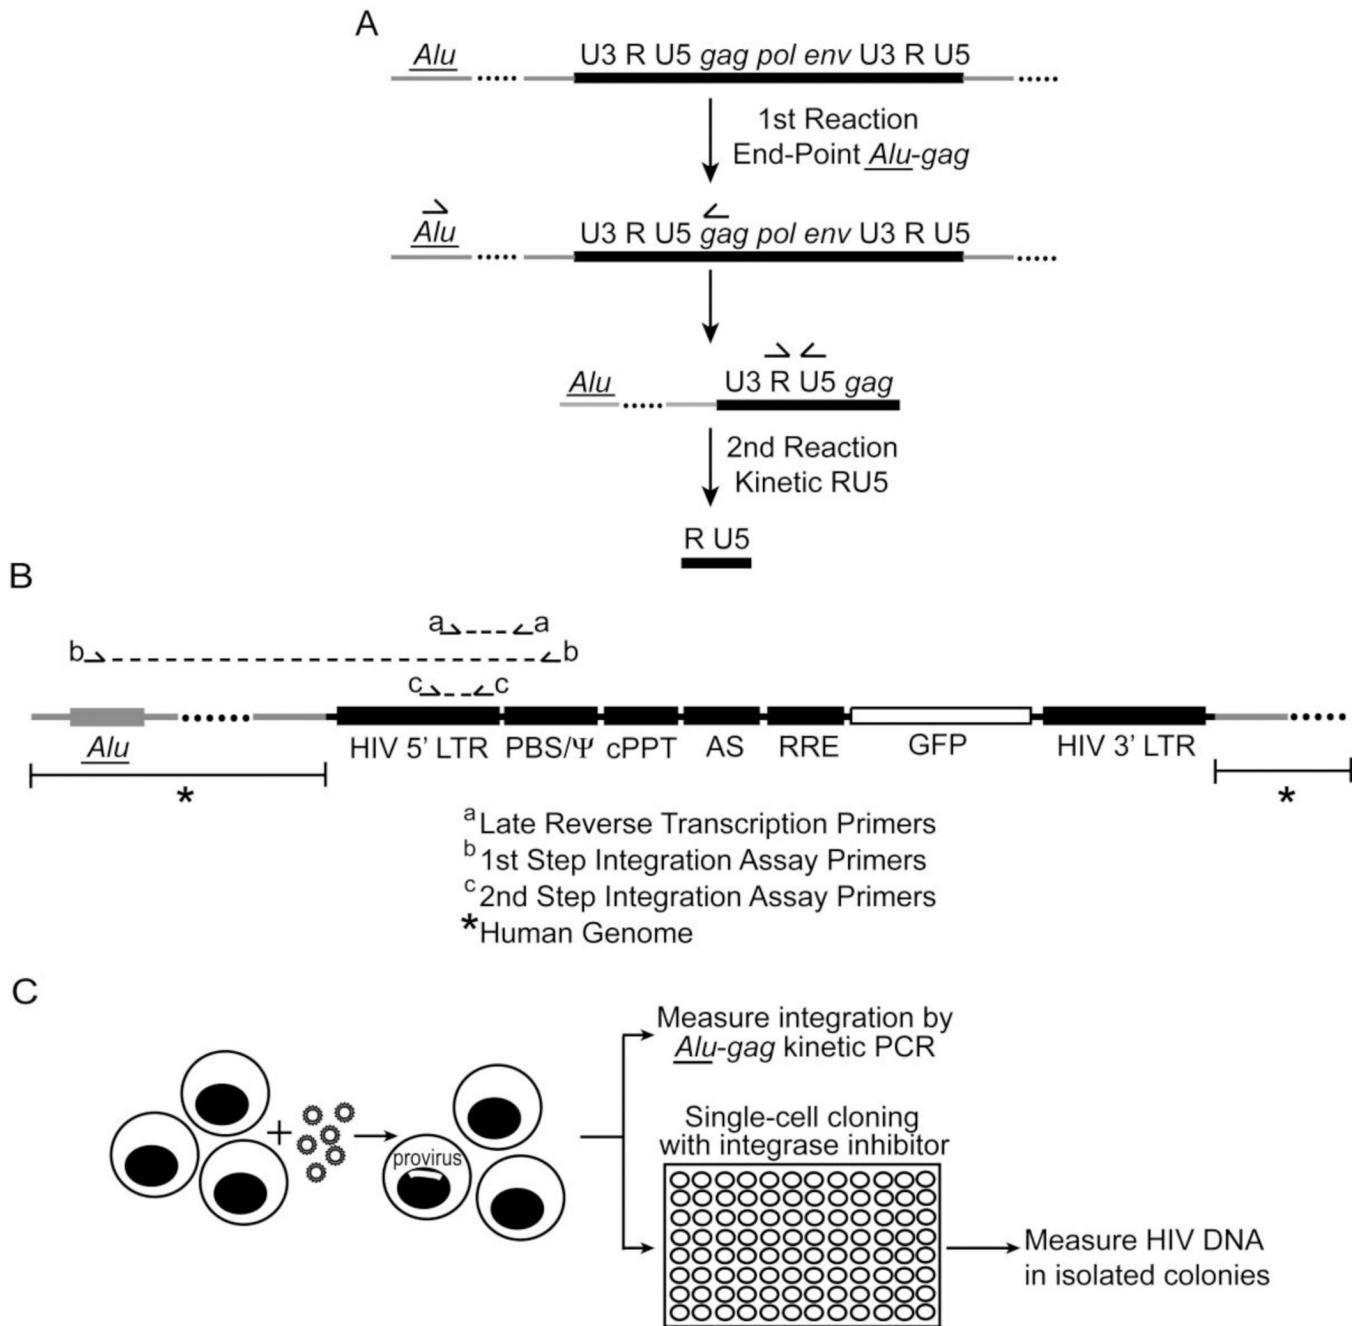 A
Alu
U3 R U5 gag pol env U3 R U5
1st Reaction
End-Point Alu-gag
Alu
U3 R U5 gag pol env U3 R U5
Alu
U3 R U5 gag
2nd Reaction
Kinetic RU5
R U5
B
a a
b b
c c
Alu HIV 5’ LTR PBS/Ψ cPPT AS RRE GFP HIV 3’ LTR
* *
a Late Reverse Transcription Primers
b 1st Step Integration Assay Primers
c 2nd Step Integration Assay Primers
*Human Genome
C
Measure integration by
Alu-gag kinetic PCR
+
provirus
Single-cell cloning
with integrase inhibitor
Measure HIV DNA
in isolated colonies